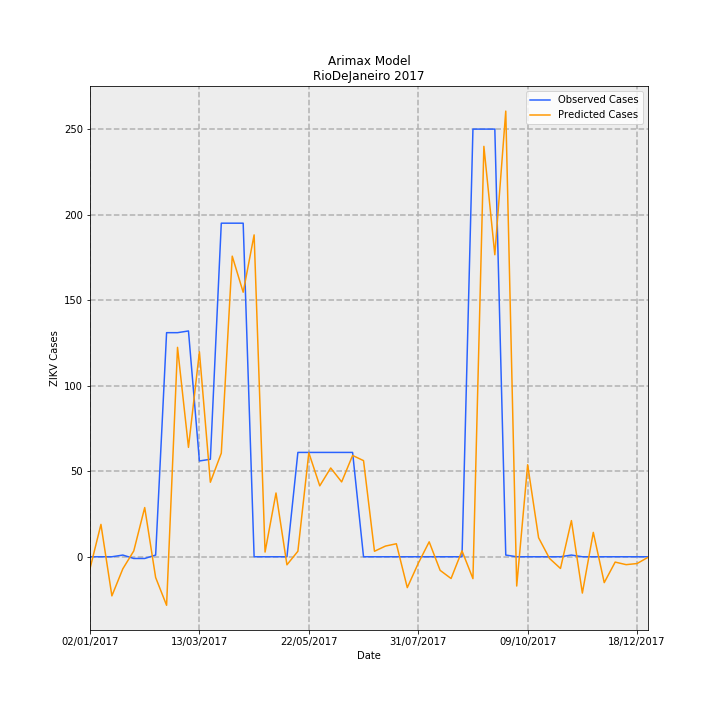 Arimax Model
RioDeJaneiro 2017
Observed Cases
Predicted Cases
ZIKV Cases
250
200
150
100
50
0
02/01/2017 13/03/2017 22/05/2017 31/07/2017 09/10/2017 18/12/2017
Date